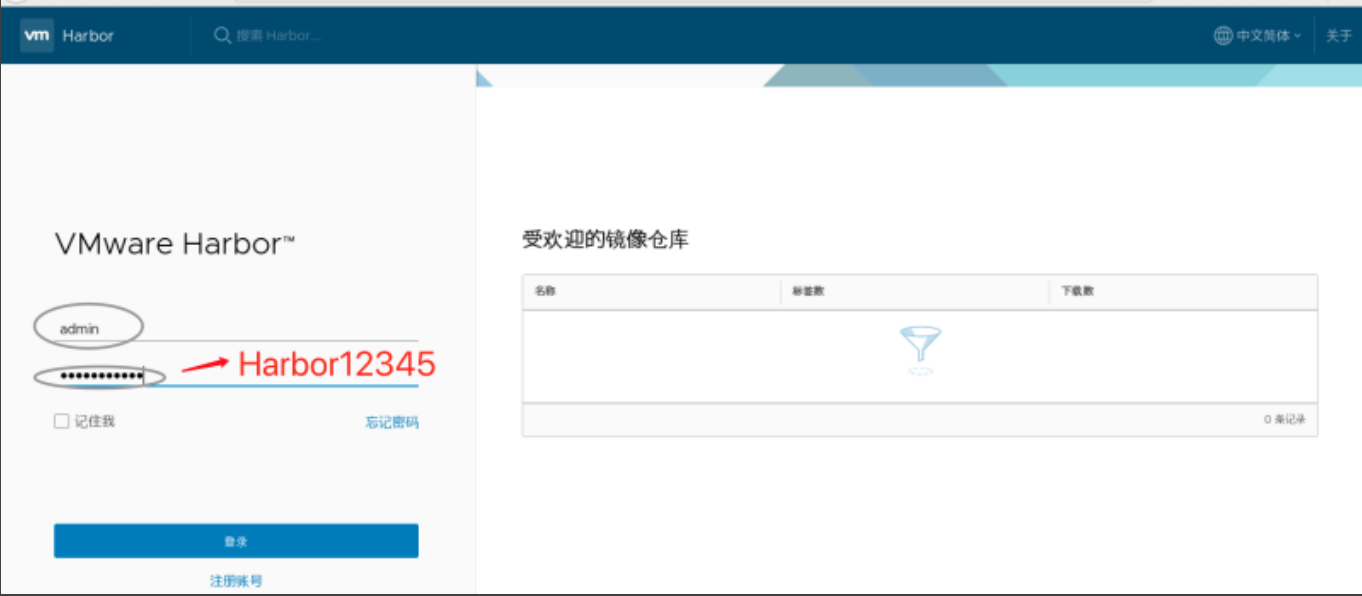 vm Harbor 搜索 Harbor... 中文简体 关于
VMware Harbor™
admin
Harbor12345
记住我 忘记密码
登录
注册账号
受欢迎的镜像仓库
名称 标签数 下载数
0 条记录